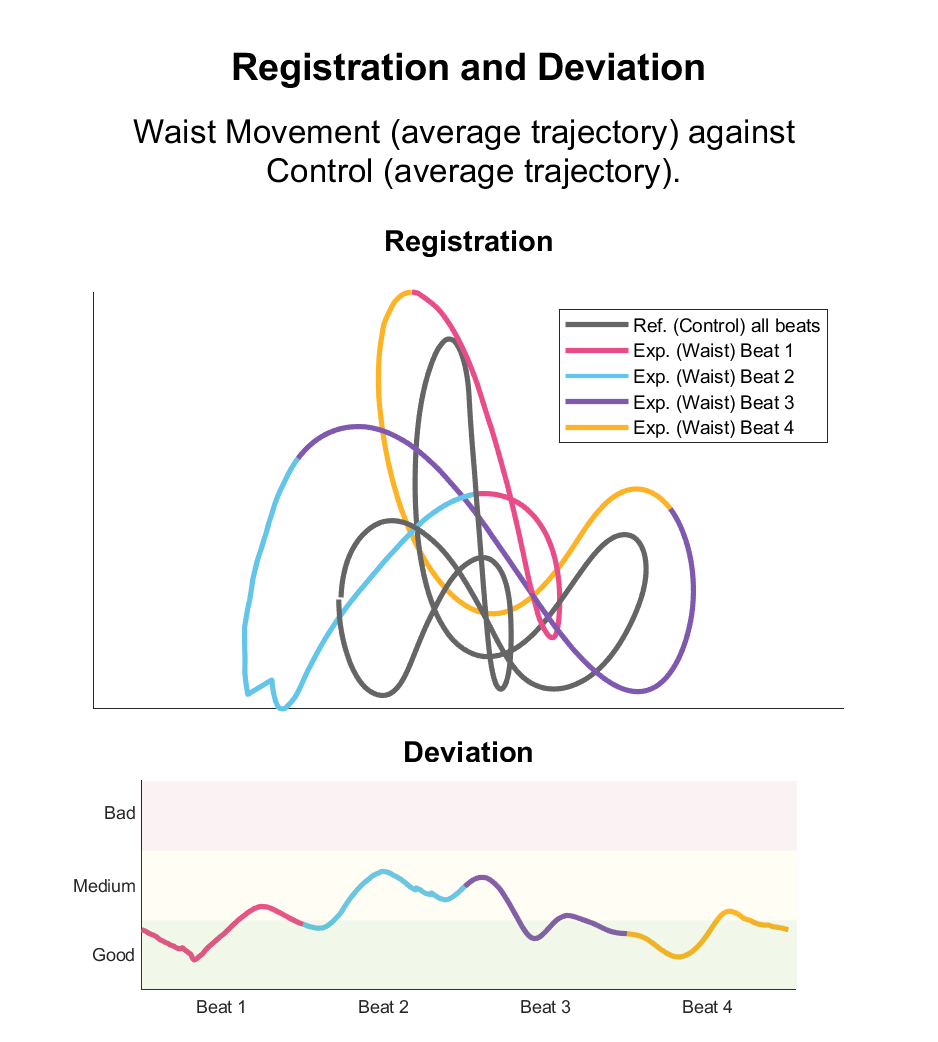 Registration and Deviation
Waist Movement (average trajectory) against
Control (average trajectory).
Registration
Ref. (Control) all beats
Exp. (Waist) Beat 1
Exp. (Waist) Beat 2
Exp. (Waist) Beat 3
Exp. (Waist) Beat 4
Deviation
Bad
Medium
Good
Beat 1
Beat 2
Beat 3
Beat 4